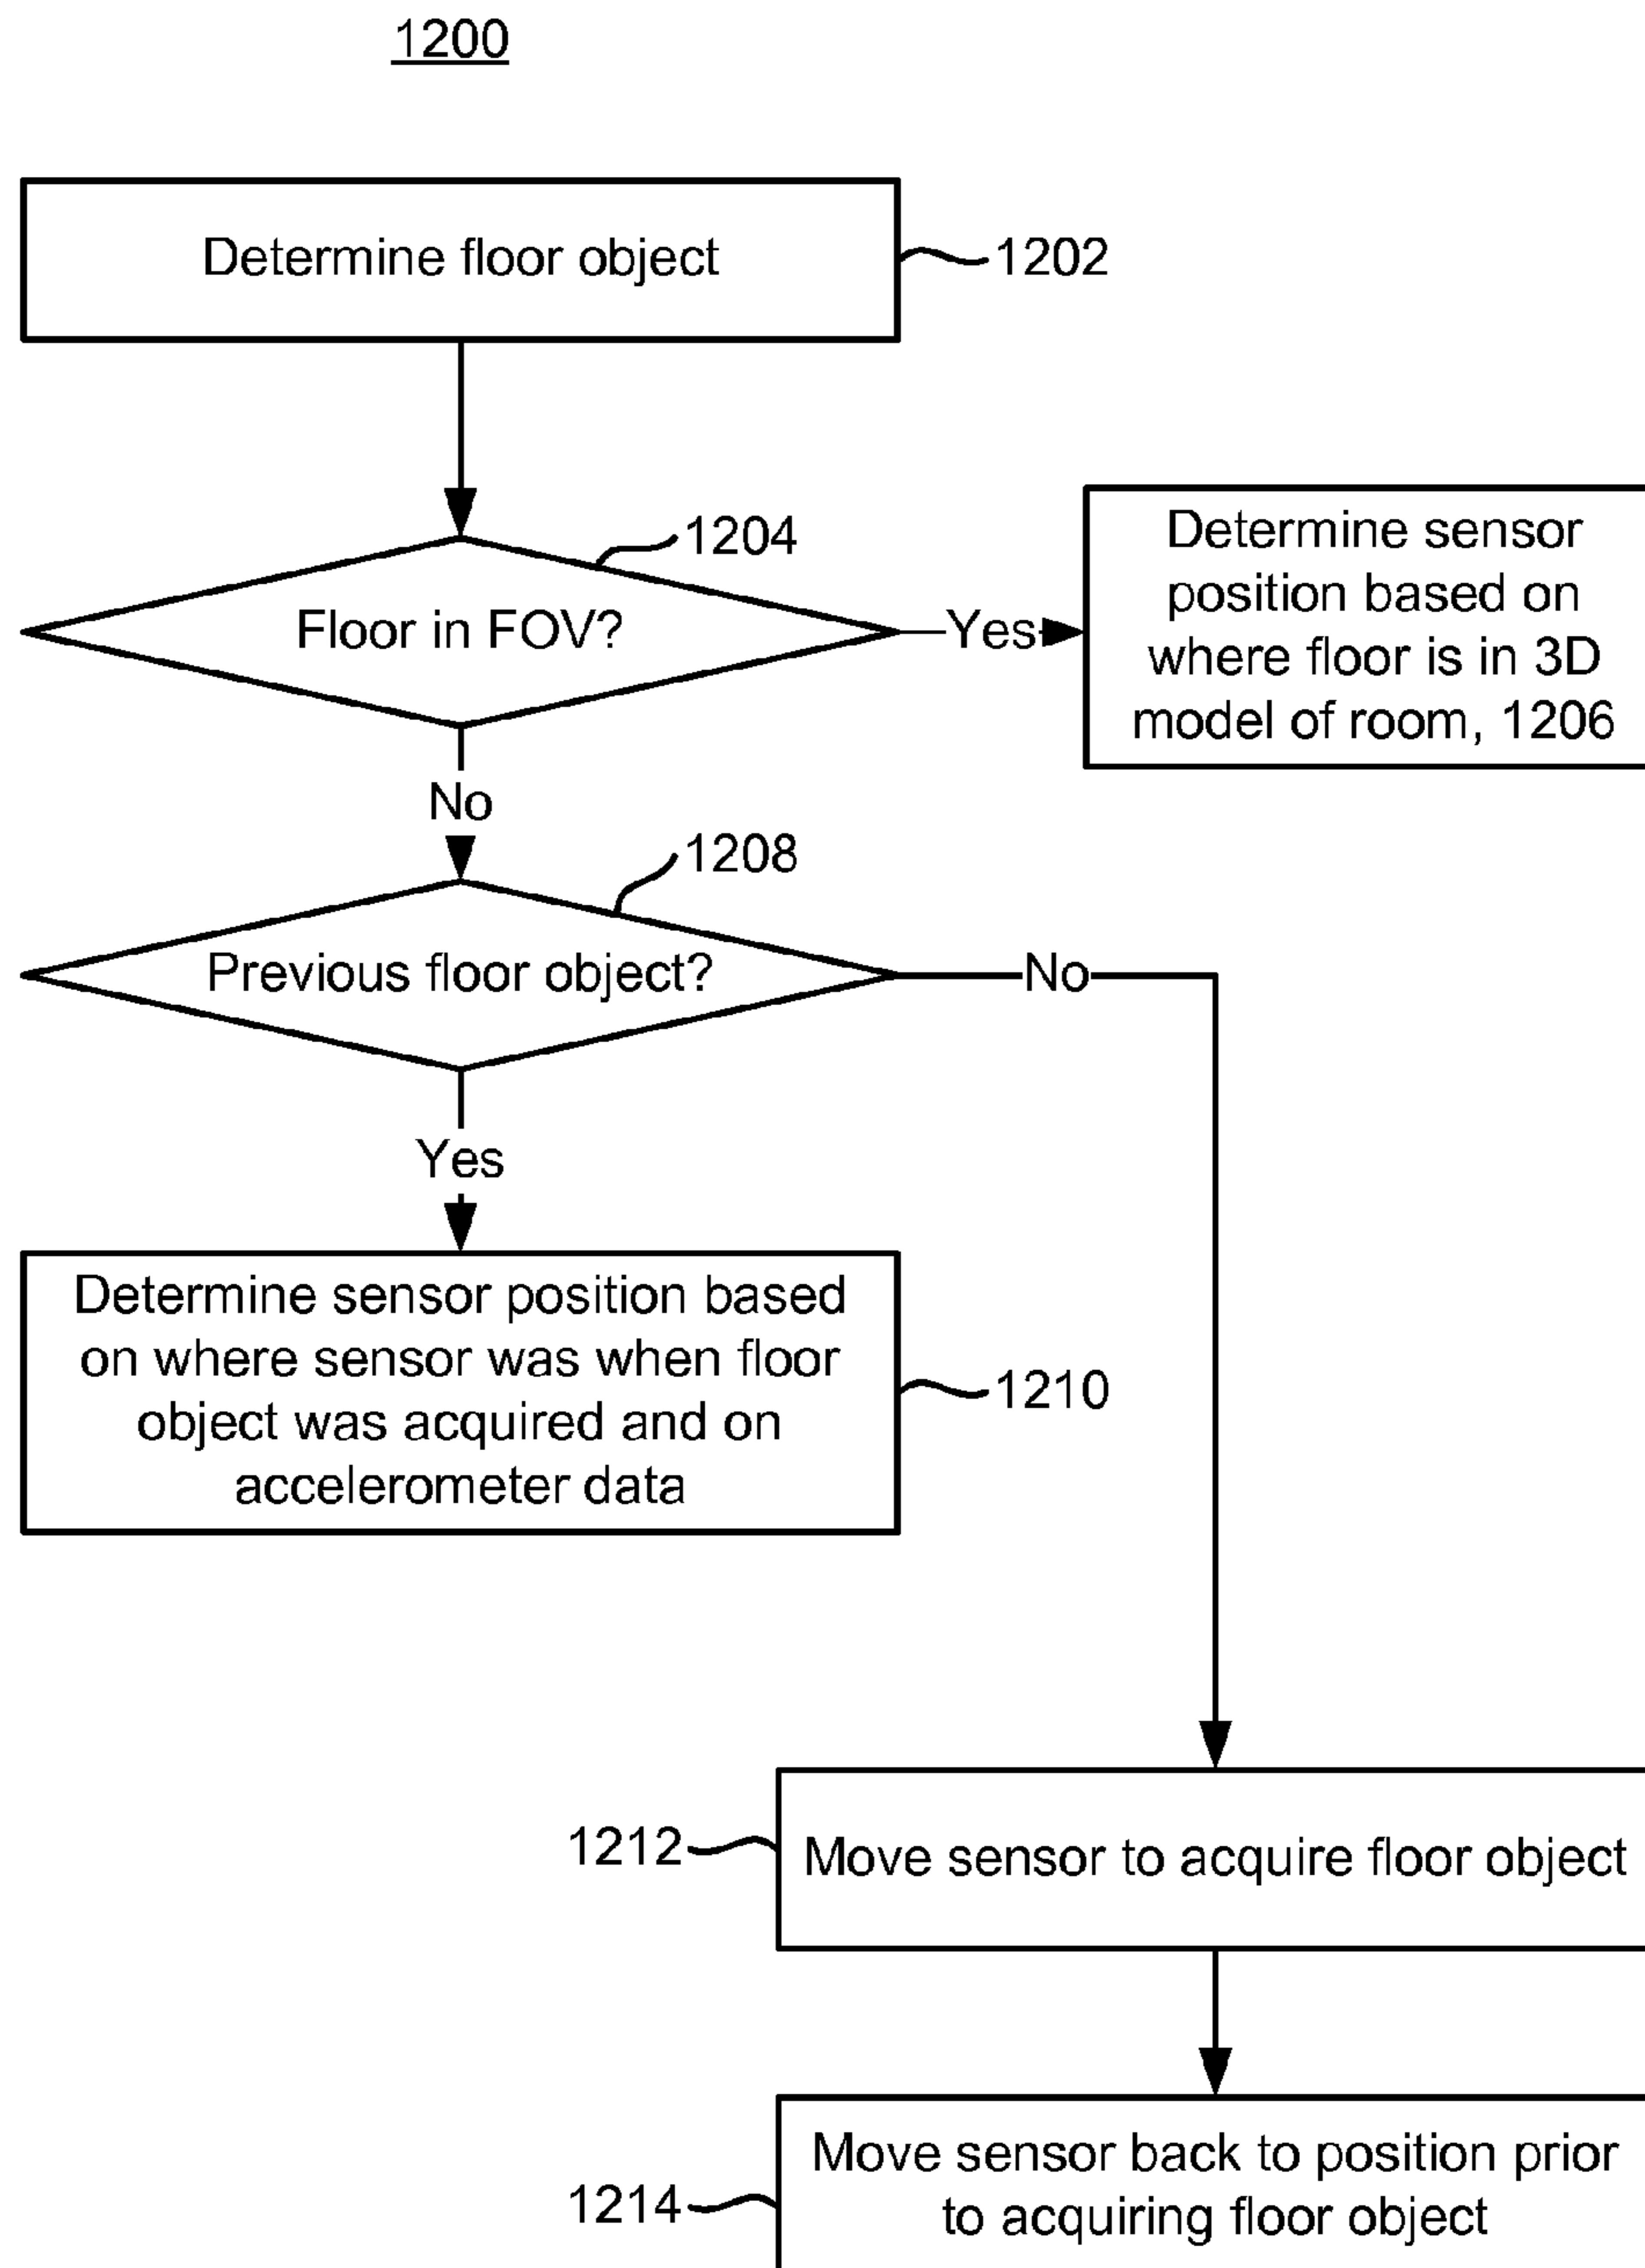 1200
Determine floor object
1202
1204
Floor in FOV?
Yes
Determine sensor
position based on
where floor is in 3D
model of room, 1206
No
1208
Previous floor object?
No
Yes
Determine sensor position based
on where sensor was when floor
object was acquired and on
accelerometer data
1210
1212
Move sensor to acquire floor object
Move sensor back to position prior
to acquiring floor object
1214